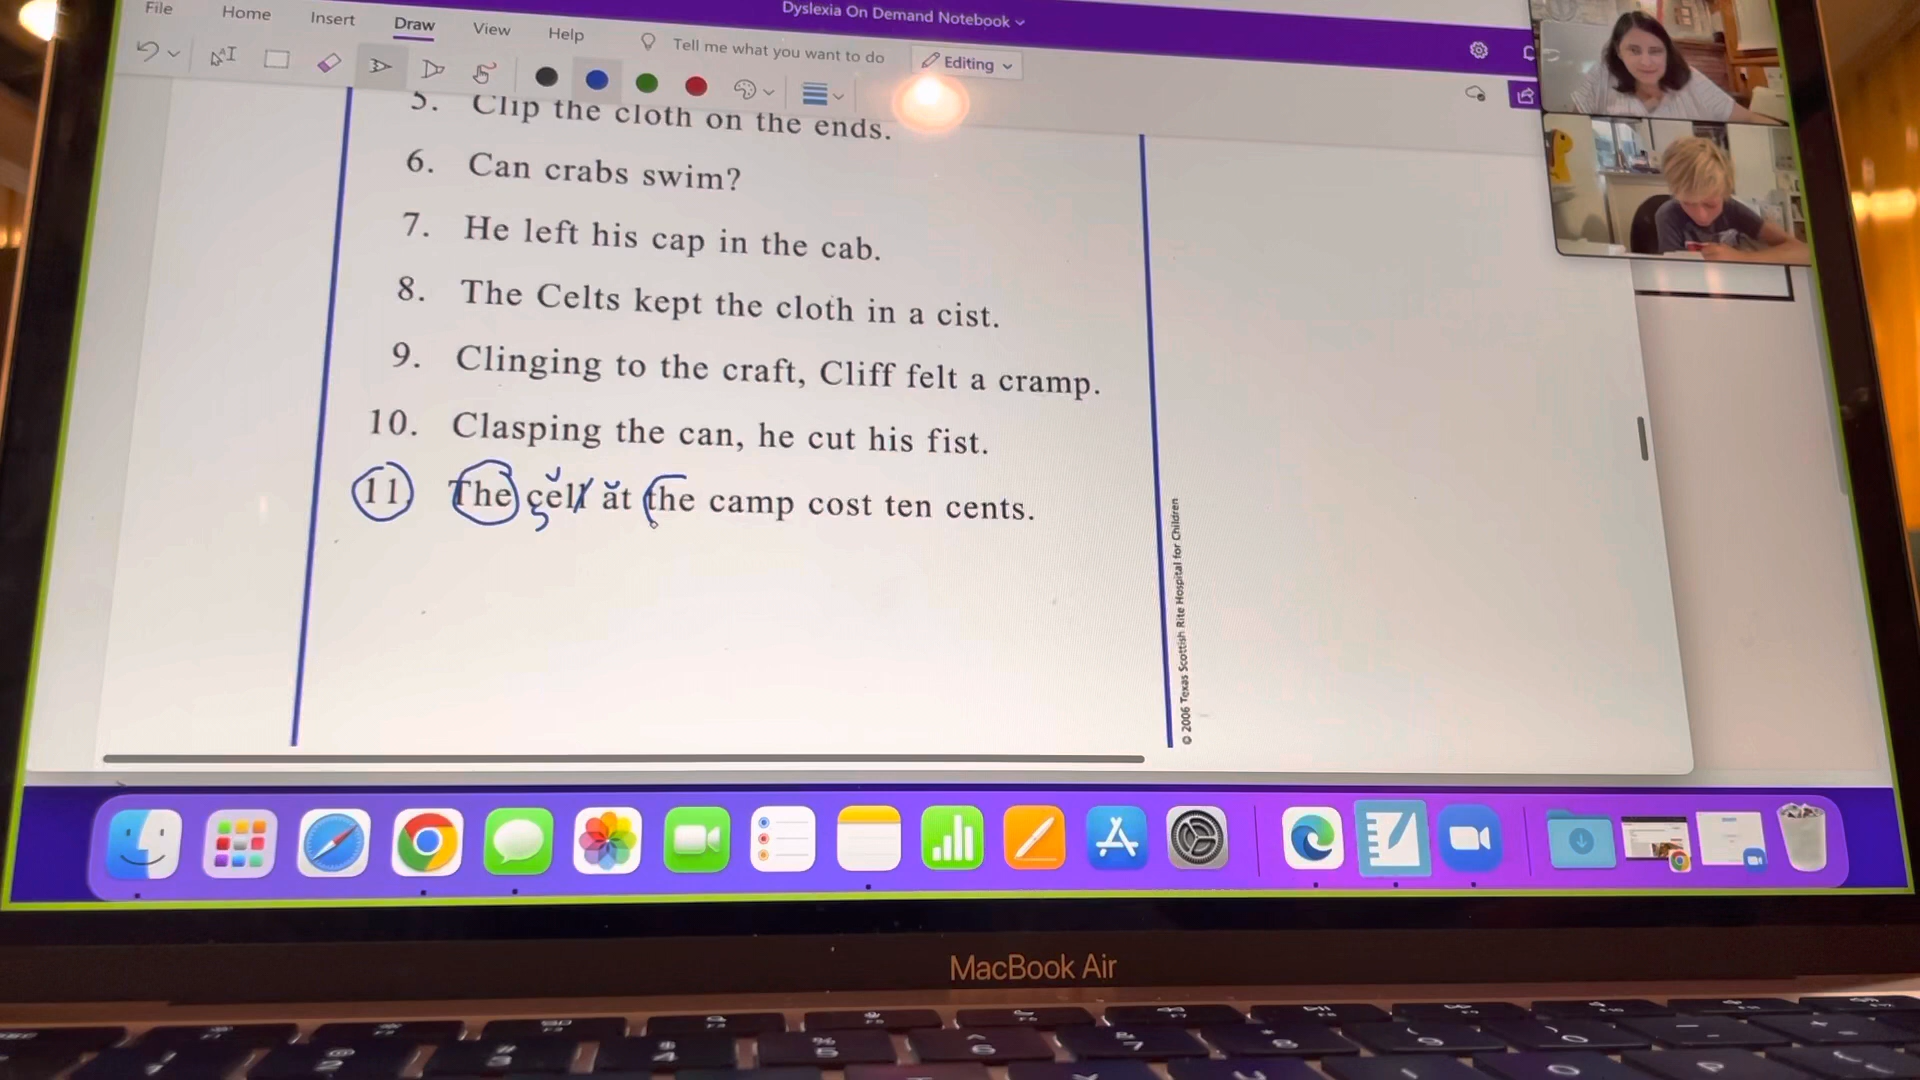 Dyslexia On Demand Notebook
File Home Insert Draw View Help Tell me what you want to do Editing
5. Clip the cloth on the ends.
6. Can crabs swim?
7. He left his cap in the cab.
8. The Celts kept the cloth in a cist.
9. Clinging to the craft, Cliff felt a cramp.
10. Clasping the can, he cut his fist.
11 The cell at the camp cost ten cents.
© 2006 Texas Scottish Rite Hospital for Children
MacBook Air